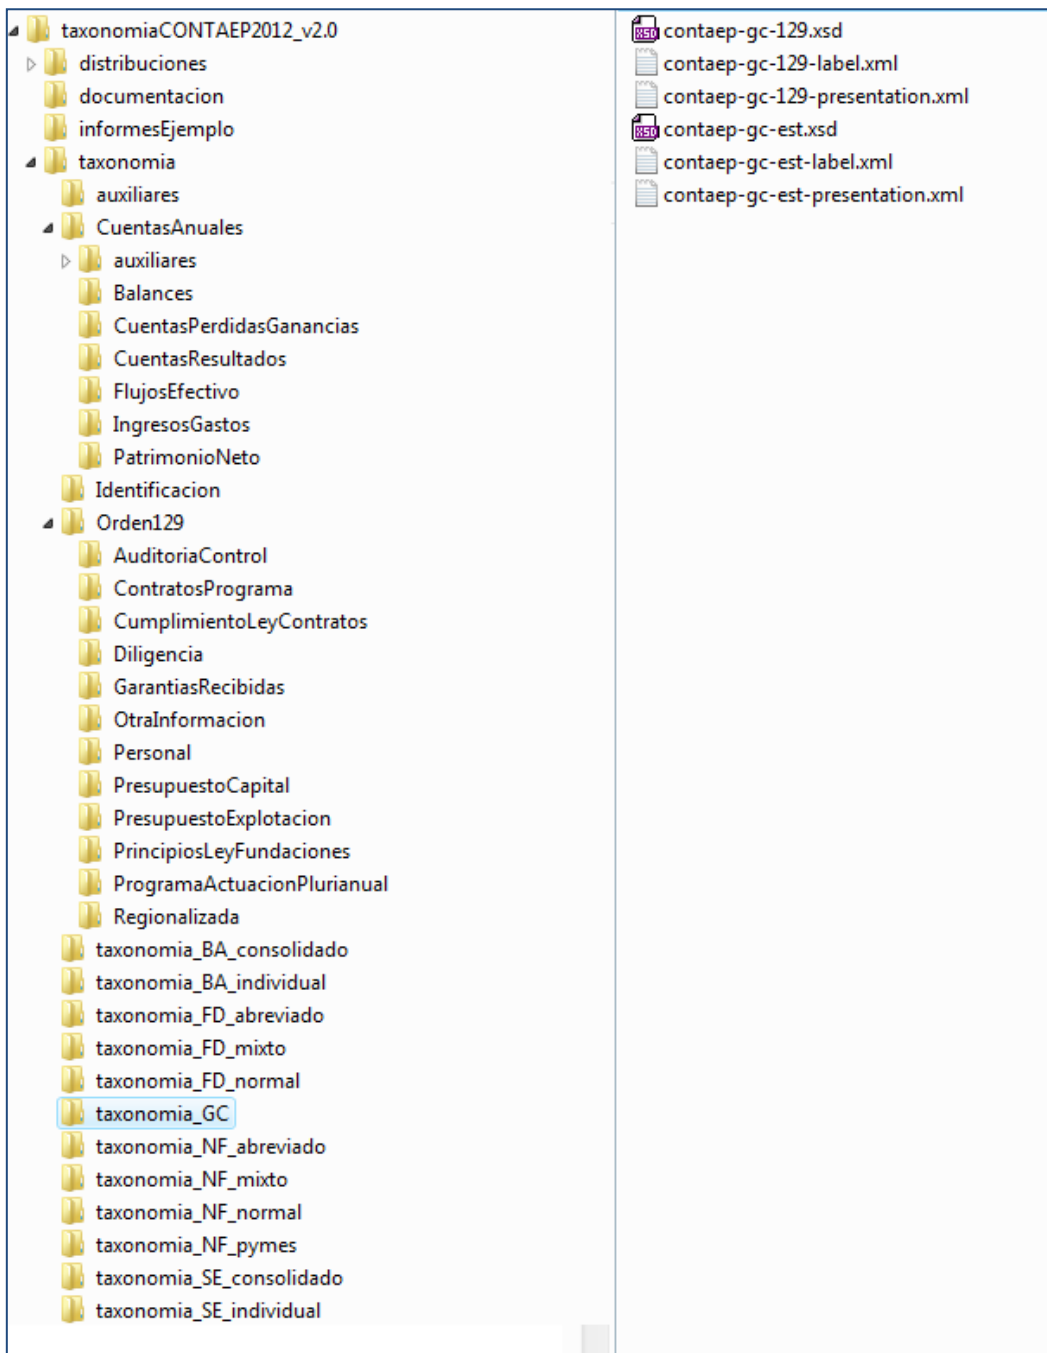 taxonomiaCONTAEP2012_v2.0
distribuciones
documentacion
informesEjemplo
taxonomia
auxiliares
CuentasAnuales
auxiliares
Balances
CuentasPerdidasGanancias
CuentasResultados
FlujosEfectivo
IngresosGastos
PatrimonioNeto
Identificacion
Orden129
AuditoriaControl
ContratosPrograma
CumplimientoLeyContratos
Diligencia
GarantiasRecibidas
OtraInformacion
Personal
PresupuestoCapital
PresupuestoExplotacion
PrincipiosLeyFundaciones
ProgramaActuacionPlurianual
Regionalizada
taxonomia_BA_consolidado
taxonomia_BA_individual
taxonomia_FD_abreviado
taxonomia_FD_mixto
taxonomia_FD_normal
taxonomia_GC
taxonomia_NF_abreviado
taxonomia_NF_mixto
taxonomia_NF_normal
taxonomia_NF_pymes
taxonomia_SE_consolidado
taxonomia_SE_individual
XSD contaep-gc-129.xsd
contaep-gc-129-label.xml
contaep-gc-129-presentation.xml
XSD contaep-gc-est.xsd
contaep-gc-est-label.xml
contaep-gc-est-presentation.xml